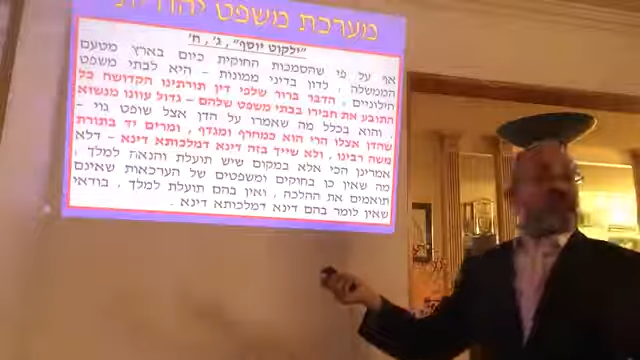 מערכת משפט יהודית
"ילקוט יוסף", ג', ח'
אף על פי שהסמכות החוקית כיום בארץ מטעם
הממשלה, לדון בדיני ממונות - היא לבתי משפט
החילוניים, הדבר ברור שלפי דין תורתינו הקדושה כל
התובע את חבירו בבתי משפט שלהם - גדול עוונו מנשוא
. והוא בכלל מה שאמרו על הדן אצל שופט גוי -
שהדן אצלו הרי הוא כמחרף ומגדף, ומרים יד בתורת
משה רבינו. ולא שייך בזה דינא דמלכותא דינא - דלא
אמרינן הכי אלא במקום שיש תועלת והנאה למלך,
מה שאין כן בחוקים ומשפטים של הערכאות שאינם
תואמים את ההלכה, ואין בהם תועלת למלך, בודאי
שאין לומר בהם דינא דמלכותא דינא.